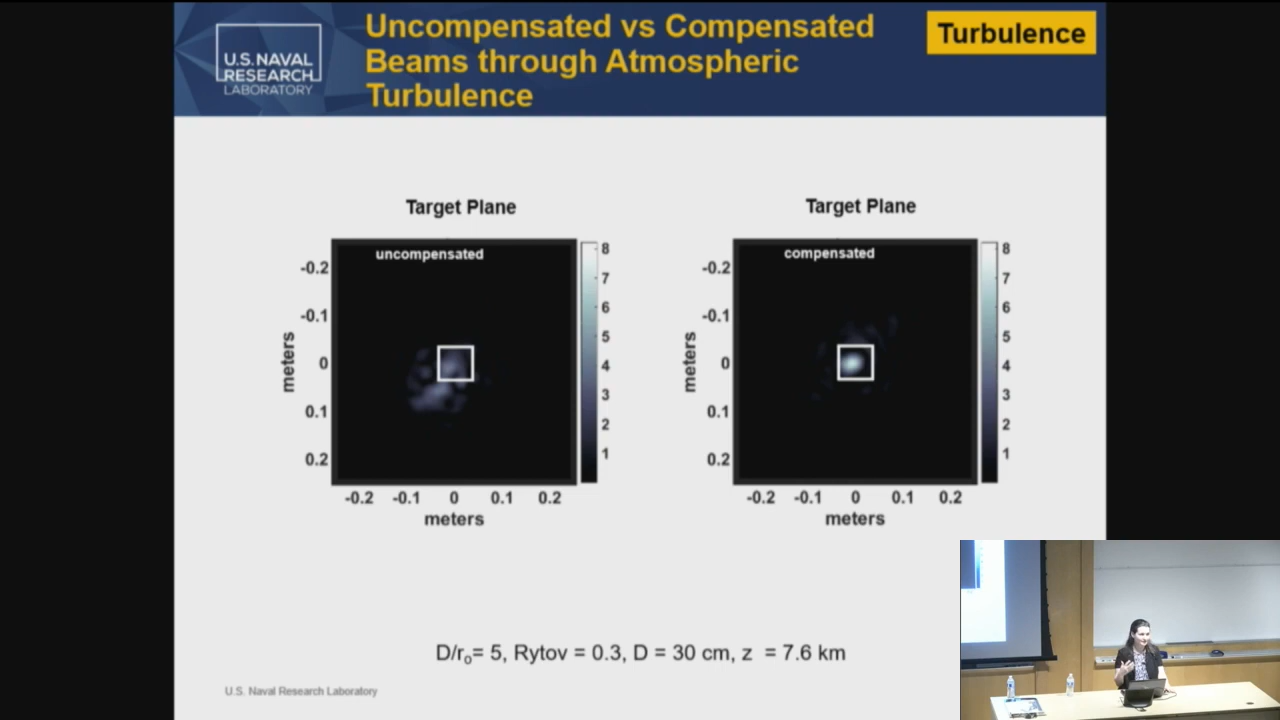 U.S. NAVAL
RESEARCH
LABORATORY
Uncompensated vs Compensated
Beams through Atmospheric
Turbulence
Turbulence
Target Plane
uncompensated
-0.2
-0.1
0
0.1
0.2
meters
-0.2 -0.1 0 0.1 0.2
meters
8
7
6
5
4
3
2
1
Target Plane
compensated
-0.2
-0.1
0
0.1
0.2
meters
-0.2 -0.1 0 0.1 0.2
meters
8
7
6
5
4
3
2
1
D/rₒ= 5, Rytov = 0.3, D = 30 cm, z = 7.6 km
U.S. Naval Research Laboratory